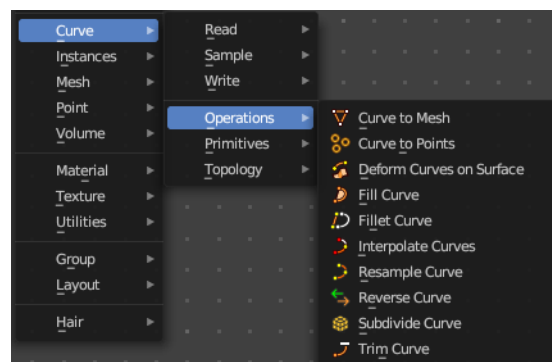 Curve
Instances
Mesh
Point
Volume
Material
Texture
Utilities
Group
Layout
Hair
Read
Sample
Write
Operations
Primitives
Topology
Curve to Mesh
Curve to Points
Deform Curves on Surface
Fill Curve
Fillet Curve
Interpolate Curves
Resample Curve
Reverse Curve
Subdivide Curve
Trim Curve